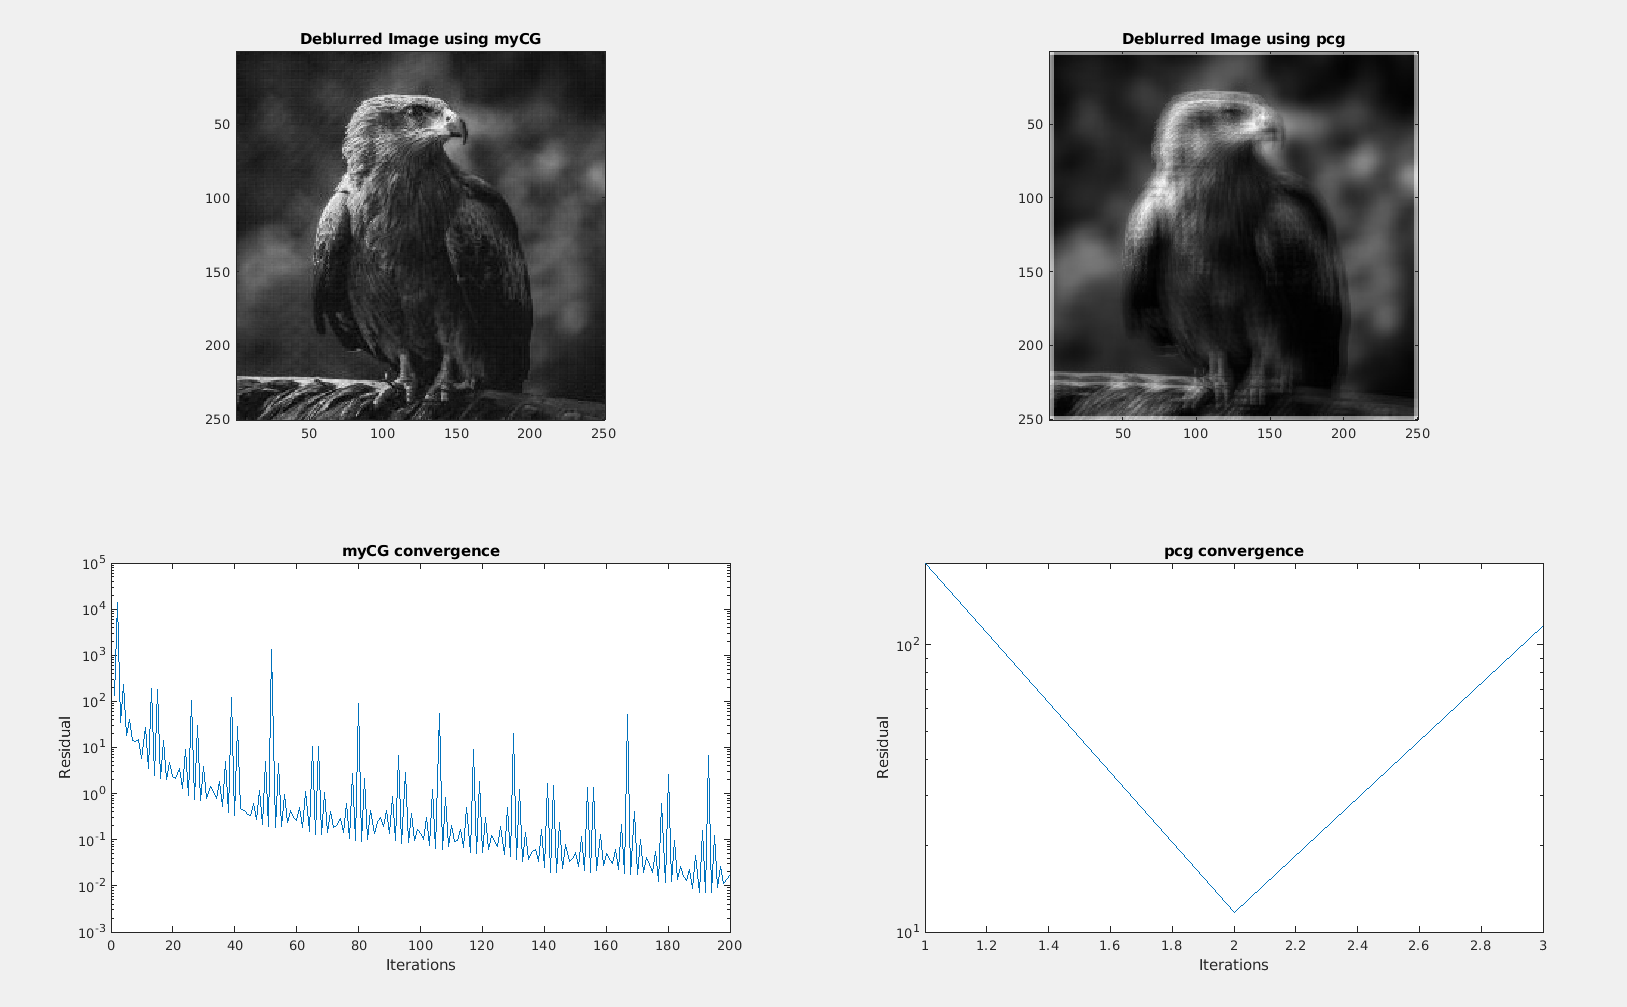 Deblurred Image using myCG
50
100
150
200
250
50 100 150 200 250
Deblurred Image using pcg
50
100
150
200
250
50 100 150 200 250
myCG convergence
10^5
10^4
10^3
10^2
10^1
10^0
10^-1
10^-2
10^-3
Residual
0 20 40 60 80 100 120 140 160 180 200
Iterations
pcg convergence
10^2
10^1
Residual
1 1.2 1.4 1.6 1.8 2 2.2 2.4 2.6 2.8 3
Iterations